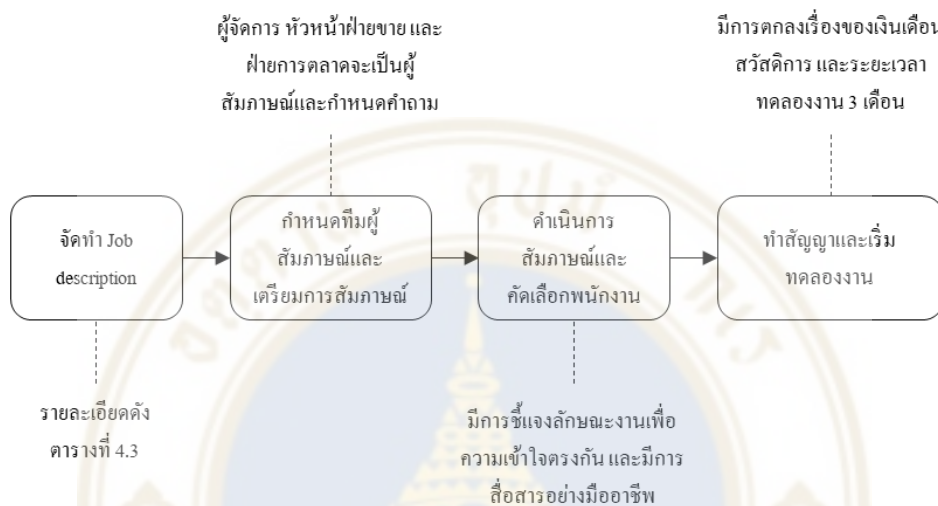 ผู้จัดการ หัวหน้าฝ่ายขาย และ
ฝ่ายการตลาดจะเป็นผู้
สัมภาษณ์และกำหนดคำถาม
มีการตกลงเรื่องของเงินเดือน
สวัสดิการ และระยะเวลา
ทดลองงาน 3 เดือน
จัดทำ Job
description
กำหนดทีมผู้
สัมภาษณ์และ
เตรียมการสัมภาษณ์
ดำเนินการ
สัมภาษณ์และ
คัดเลือกพนักงาน
ทำสัญญาและเริ่ม
ทดลองงาน
รายละเอียดดัง
ตารางที่ 4.3
มีการชี้แจงลักษณะงานเพื่อ
ความเข้าใจตรงกัน และมีการ
สื่อสารอย่างมืออาชีพ